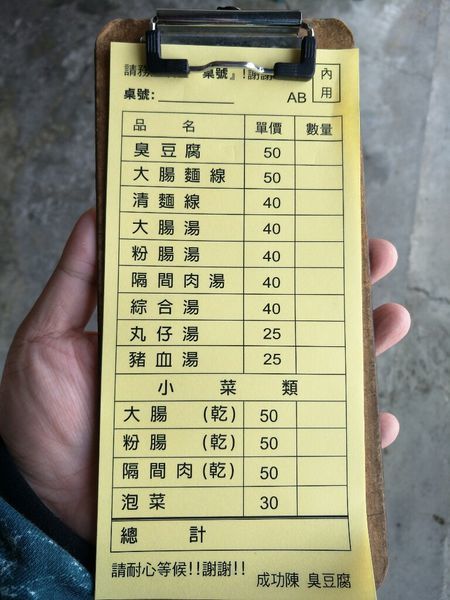 請務 桌號』!謝謝
內用
桌號：
AB
品名 單價 數量
臭豆腐 50
大腸麵線 50
清麵線 40
大腸湯 40
粉腸湯 40
隔間肉湯 40
綜合湯 40
丸仔湯 25
豬血湯 25
小菜類
大腸 (乾) 50
粉腸 (乾) 50
隔間肉 (乾) 50
泡菜 30
總計
請耐心等候!!謝謝!!
成功陳 臭豆腐